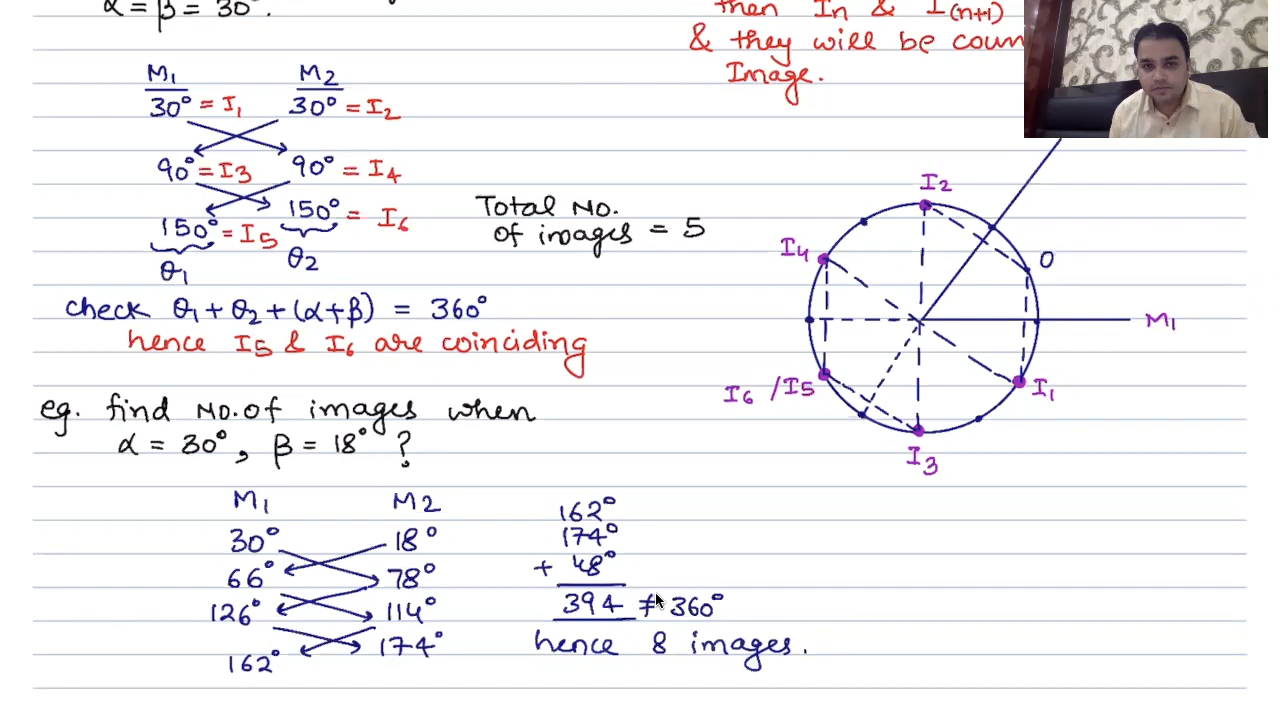 α = β = 30°.
then In & I(n+1)
& they will be coun
Image.
M1 M2
30° = I1 30° = I2
90° = I3 90° = I4
150° = I5 150° = I6
θ1 θ2
Total No.
of images = 5
check θ1 + θ2 + (α+β) = 360°
hence I5 & I6 are coinciding
I2
I4
O
M1
I6 / I5
I1
I3
eg. find No. of images when
α = 30°, β = 18° ?
M1 M2
30° 18°
66° 78°
126° 114°
162° 174°
162°
174°
+ 48°
394 ≠ 360°
hence 8 images.